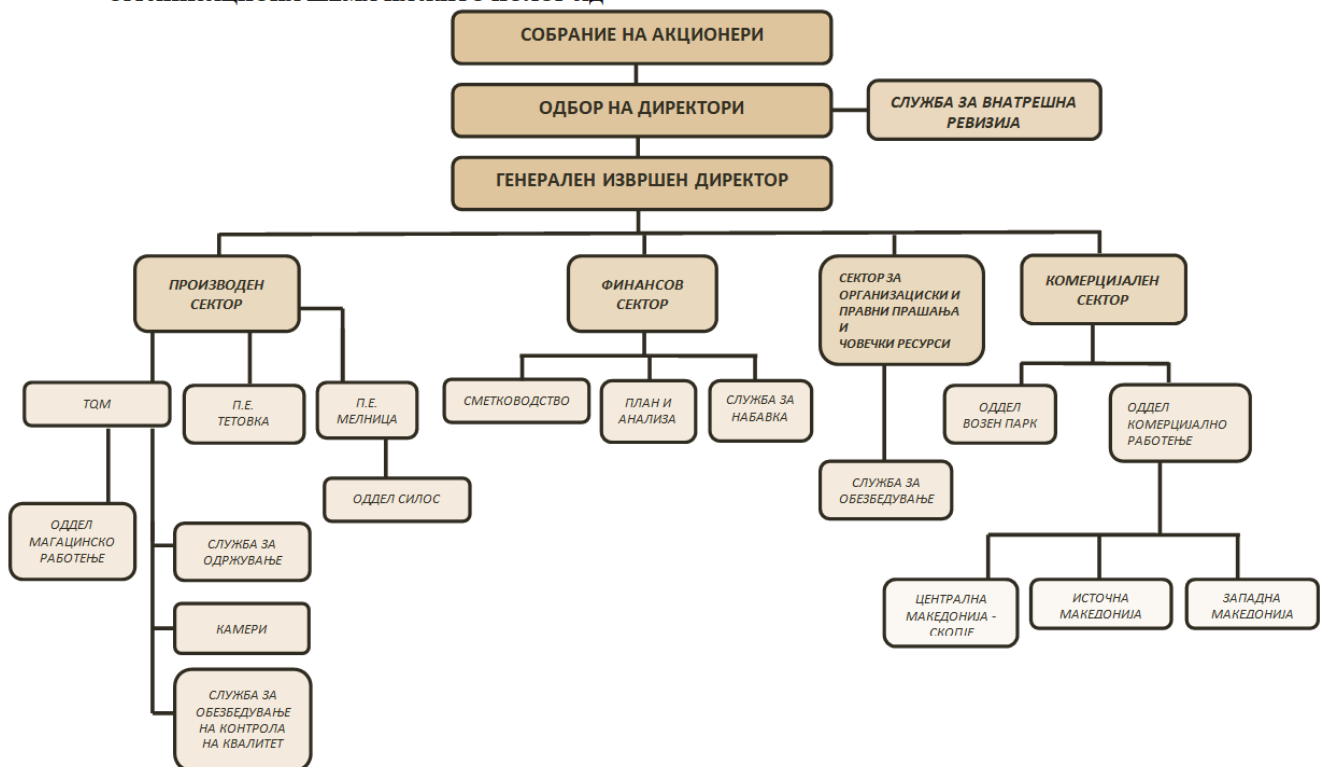 СОБРАНИЕ НА АКЦИОНЕРИ
ОДБОР НА ДИРЕКТОРИ
СЛУЖБА ЗА ВНАТРЕШНА
РЕВИЗИЈА
ГЕНЕРАЛЕН ИЗВРШЕН ДИРЕКТОР
ПРОИЗВОДЕН
СЕКТОР
ФИНАНСОВ
СЕКТОР
СЕКТОР ЗА
ОРГАНИЗАЦИСКИ И
ПРАВНИ ПРАШАЊА
И
ЧОВЕЧКИ РЕСУРСИ
КОМЕРЦИЈАЛЕН
СЕКТОР
TQM
П.Е.
ТЕТОВКА
П.Е.
МЕЛНИЦА
СМЕТКОВОДСТВО
ПЛАН И
АНАЛИЗА
СЛУЖБА ЗА
НАБАВКА
ОДДЕЛ
ВОЗЕН ПАРК
ОДДЕЛ
КОМЕРЦИЈАЛНО
РАБОТЕЊЕ
ОДДЕЛ СИЛОС
СЛУЖБА ЗА
ОБЕЗБЕДУВАЊЕ
ОДДЕЛ
МАГАЦИНСКО
РАБОТЕЊЕ
СЛУЖБА ЗА
ОДРЖУВАЊЕ
КАМЕРИ
СЛУЖБА ЗА
ОБЕЗБЕДУВАЊЕ
НА КОНТРОЛА
НА КВАЛИТЕТ
ЦЕНТРАЛНА
МАКЕДОНИЈА -
СКОПЈЕ
ИСТОЧНА
МАКЕДОНИЈА
ЗАПАДНА
МАКЕДОНИЈА